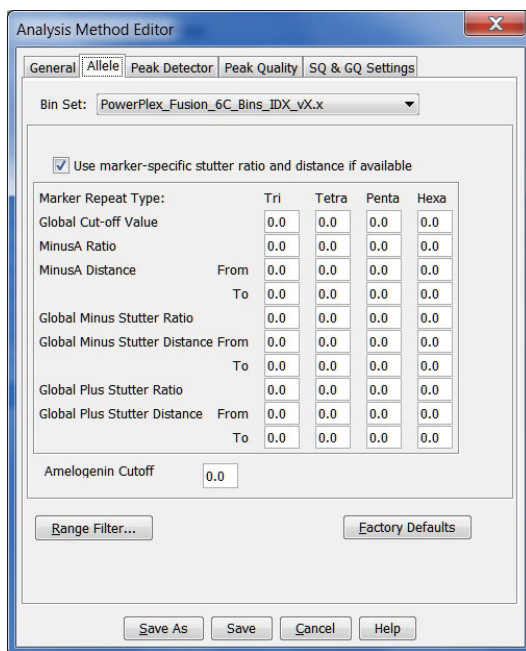 Analysis Method Editor
General Allele Peak Detector Peak Quality SQ & GQ Settings
Bin Set: PowerPlex_Fusion_6C_Bins_IDX_vX.x
Use marker-specific stutter ratio and distance if available
Marker Repeat Type: Tri Tetra Penta Hexa
Global Cut-off Value 0.0 0.0 0.0 0.0
MinusA Ratio 0.0 0.0 0.0 0.0
MinusA Distance From 0.0 0.0 0.0 0.0
To 0.0 0.0 0.0 0.0
Global Minus Stutter Ratio 0.0 0.0 0.0 0.0
Global Minus Stutter Distance From 0.0 0.0 0.0 0.0
To 0.0 0.0 0.0 0.0
Global Plus Stutter Ratio 0.0 0.0 0.0 0.0
Global Plus Stutter Distance From 0.0 0.0 0.0 0.0
To 0.0 0.0 0.0 0.0
Amelogenin Cutoff 0.0
Range Filter... Factory Defaults
Save As Save Cancel Help